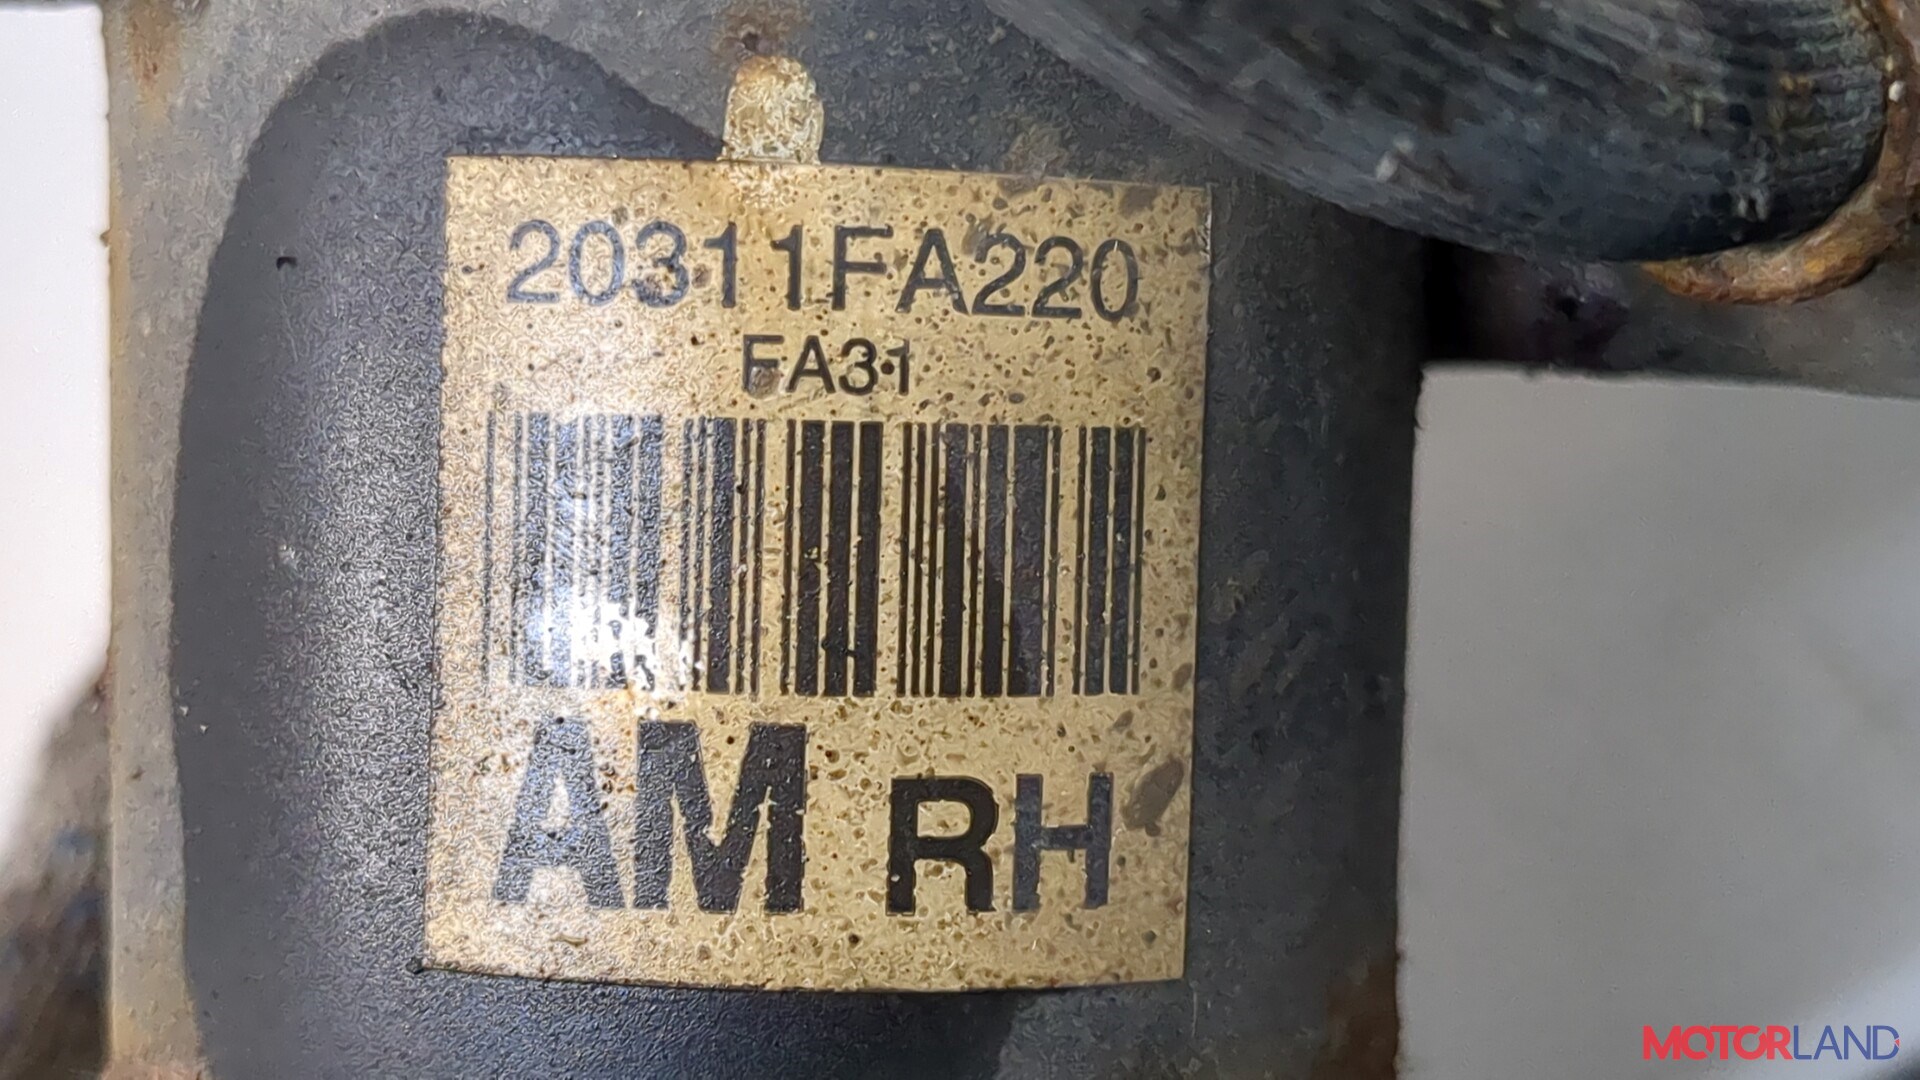 20311FA220
FA31
AM RH
MOTORLAND